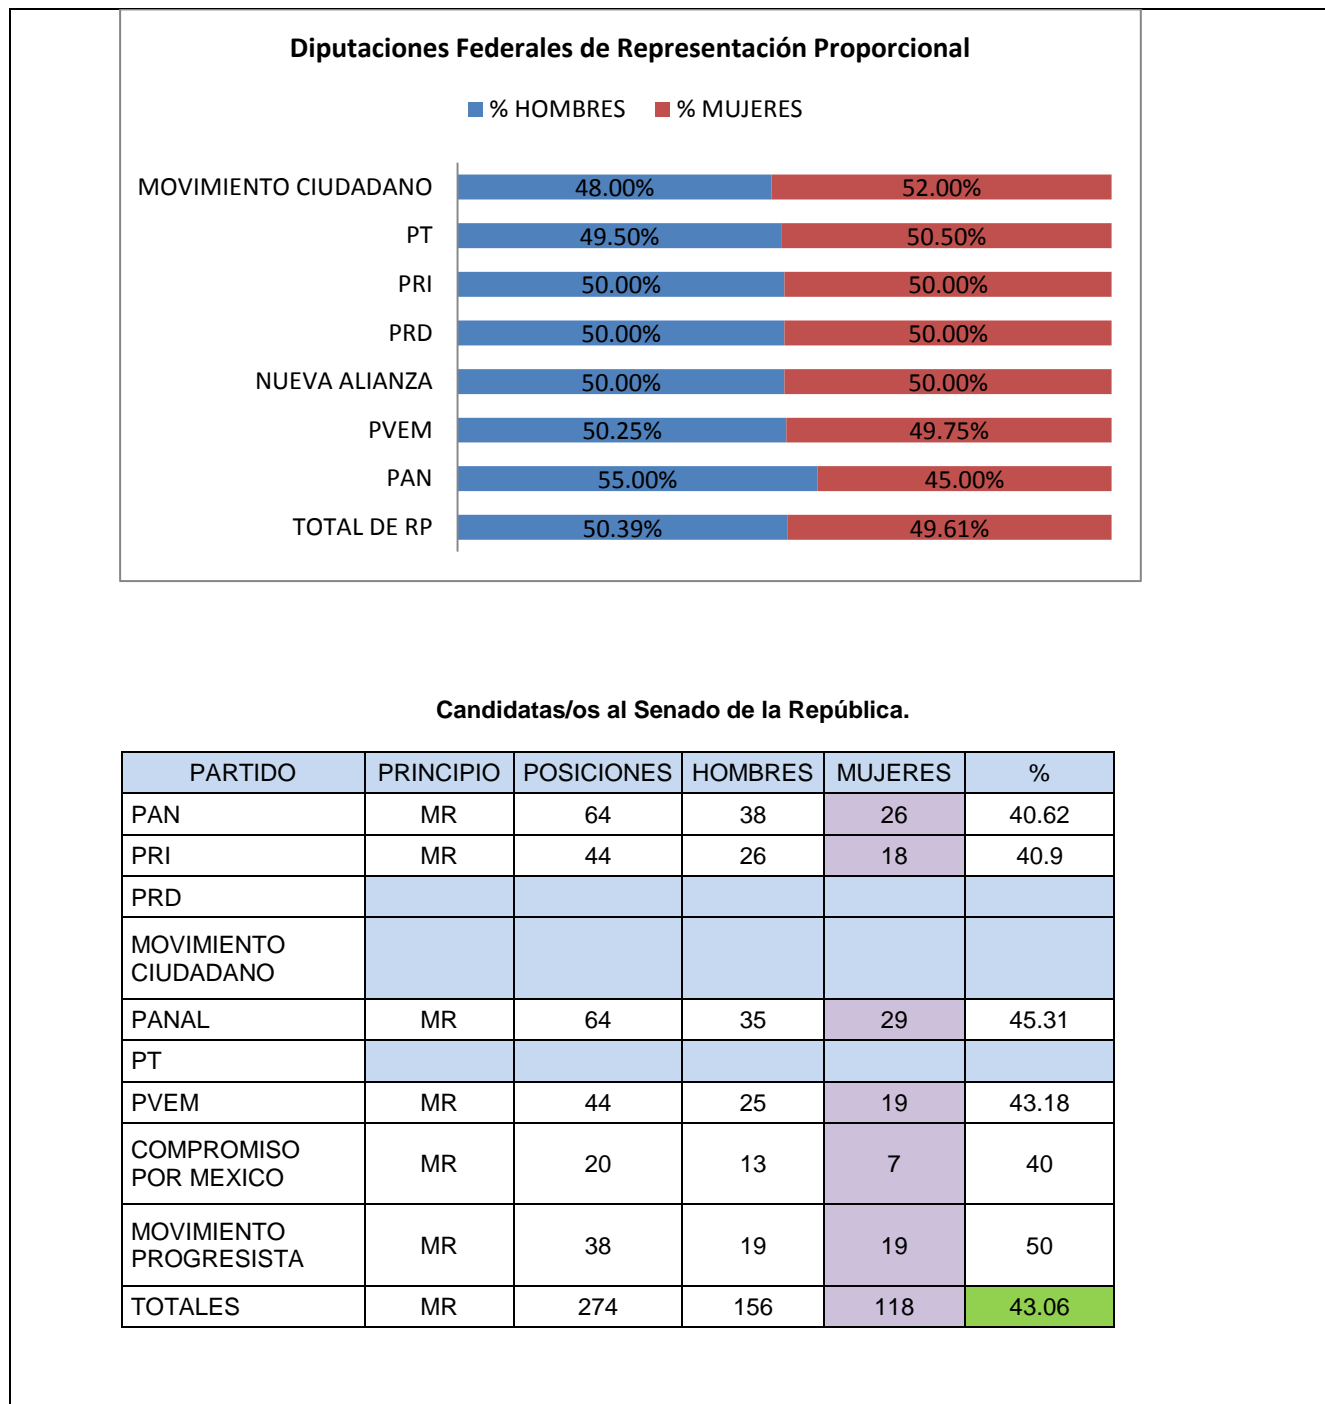 Diputaciones Federales de Representación Proporcional
% HOMBRES % MUJERES
MOVIMIENTO CIUDADANO 48.00% 52.00%
PT 49.50% 50.50%
PRI 50.00% 50.00%
PRD 50.00% 50.00%
NUEVA ALIANZA 50.00% 50.00%
PVEM 50.25% 49.75%
PAN 55.00% 45.00%
TOTAL DE RP 50.39% 49.61%
Candidatas/os al Senado de la República.
PARTIDO PRINCIPIO POSICIONES HOMBRES MUJERES %
PAN MR 64 38 26 40.62
PRI MR 44 26 18 40.9
PRD
MOVIMIENTO
CIUDADANO
PANAL MR 64 35 29 45.31
PT
PVEM MR 44 25 19 43.18
COMPROMISO
POR MEXICO MR 20 13 7 40
MOVIMIENTO
PROGRESISTA MR 38 19 19 50
TOTALES MR 274 156 118 43.06